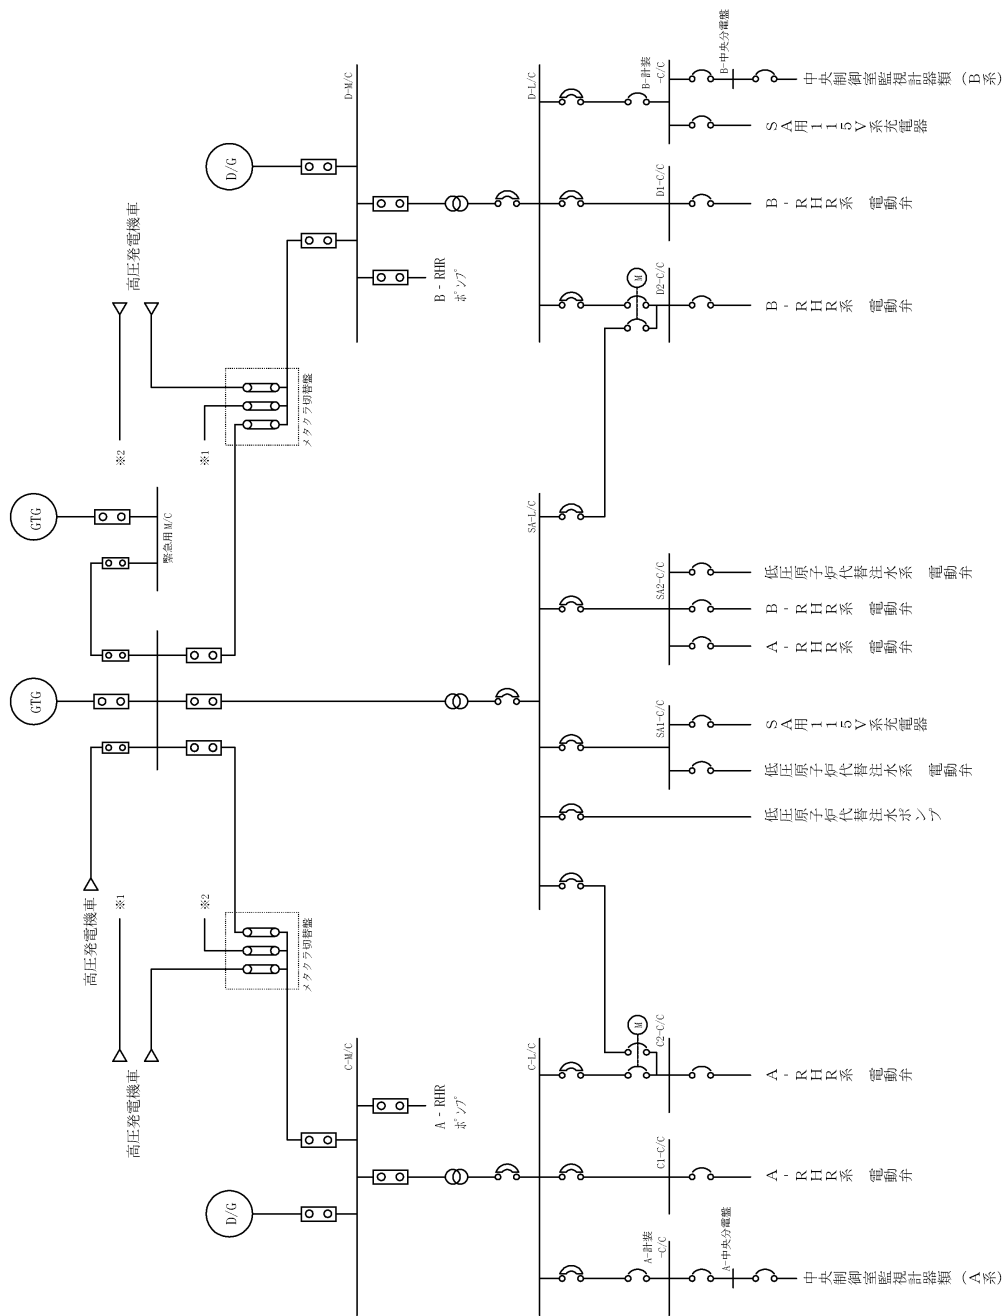 D/G
高圧発電機車
※2
※1
GTG
緊急用M/C
GTG
高圧発電機車
※1
※2
高圧発電機車
D/G
メタクラ切替盤
メタクラ切替盤
D-M/C
B - RHR
ポンプ
C-M/C
A - RHR
ポンプ
D-L/C
SA-L/C
C-L/C
M
M
B-計装
-C/C
D1-C/C
D2-C/C
SA2-C/C
SA1-C/C
C2-C/C
C1-C/C
A-計装
-C/C
B-中央分電盤
A-中央分電盤
中央制御室監視計器類(B系)
SA用115V系充電器
B-RHR系 電動弁
B-RHR系 電動弁
低圧原子炉代替注水系 電動弁
B-RHR系 電動弁
A-RHR系 電動弁
SA用115V系充電器
低圧原子炉代替注水系 電動弁
低圧原子炉代替注水ポンプ
A-RHR系 電動弁
A-RHR系 電動弁
中央制御室監視計器類(A系)